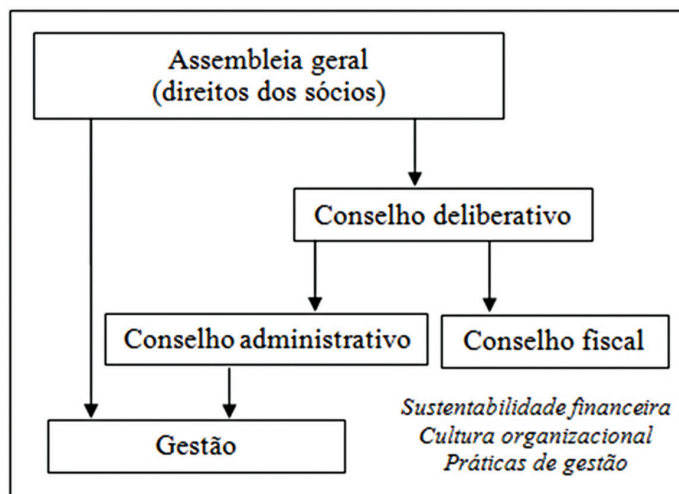 Assembleia geral
(direitos dos sócios)
Conselho deliberativo
Conselho administrativo
Conselho fiscal
Gestão
Sustentabilidade financeira
Cultura organizacional
Práticas de gestão